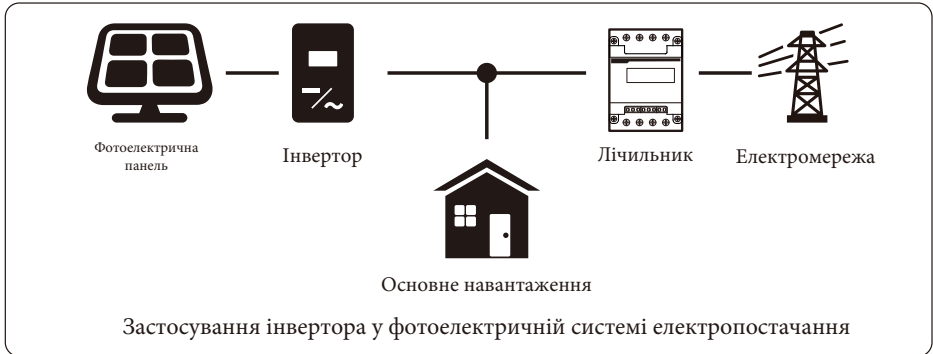 Фотоелектрична
панель
Інвертор
Лічильник
Електромережа
Основне навантаження
Застосування інвертора у фотоелектричній системі електропостачання